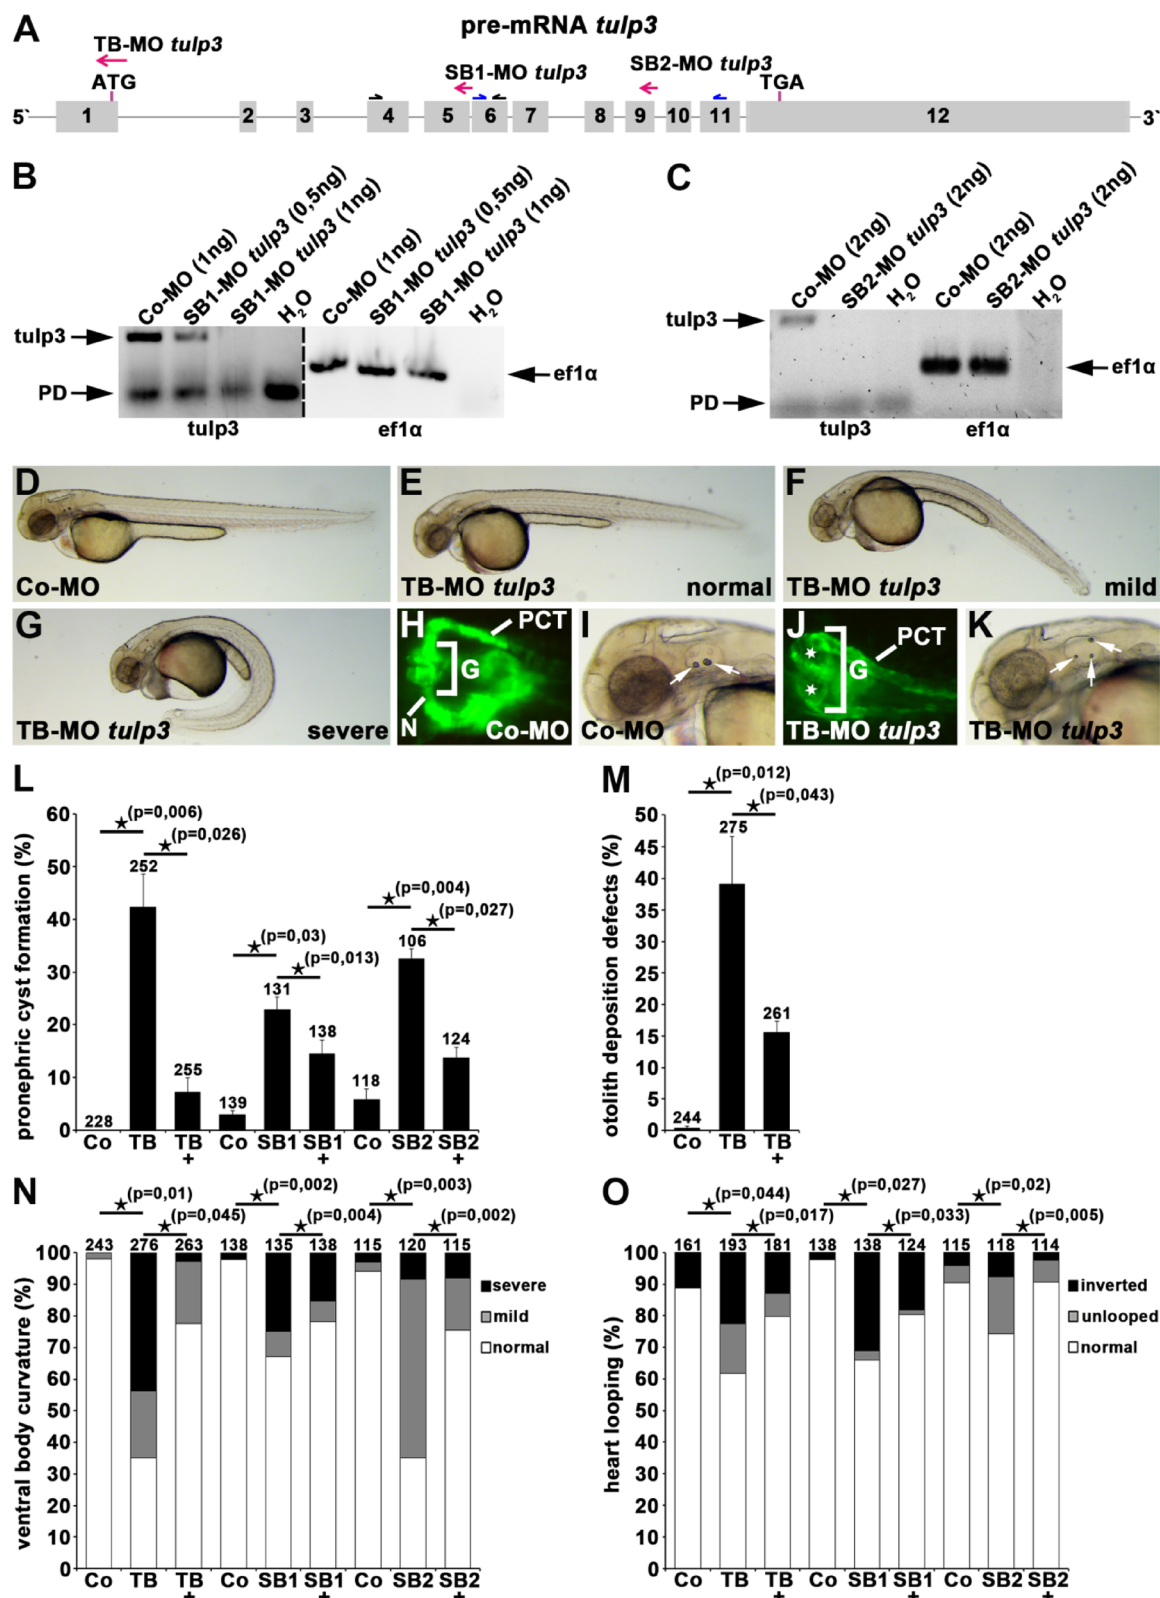 A
pre-mRNA tulp3
TB-MO tulp3
SB1-MO tulp3
SB2-MO tulp3
ATG
TGA
5` 1 2 3 4 5 6 7 8 9 10 11 12 3`
B
Co-MO (1ng)
SB1-MO tulp3 (0,5ng)
SB1-MO tulp3 (1ng)
H2O
Co-MO (1ng)
SB1-MO tulp3 (0,5ng)
SB1-MO tulp3 (1ng)
H2O
tulp3
PD
ef1α
tulp3 ef1α
C
Co-MO (2ng)
SB2-MO tulp3 (2ng)
H2O
Co-MO (2ng)
SB2-MO tulp3 (2ng)
H2O
tulp3
PD
ef1α
tulp3 ef1α
D
Co-MO
E
TB-MO tulp3 normal
F
TB-MO tulp3 mild
G
TB-MO tulp3 severe
H
PCT
G
N
Co-MO
I
Co-MO
J
PCT
G
TB-MO tulp3
K
TB-MO tulp3
L
pronephric cyst formation (%)
60
50
40
30
20
10
0
★(p=0,006)
★(p=0,026)
★(p=0,03)
★(p=0,013)
★(p=0,004)
★(p=0,027)
228 252 255 139 131 138 118 106 124
Co TB TB + Co SB1 SB1 + Co SB2 SB2 +
M
otolith deposition defects (%)
50
45
40
35
30
25
20
15
10
5
0
★(p=0,012)
★(p=0,043)
244 275 261
Co TB TB +
N
ventral body curvature (%)
★(p=0,01)
★(p=0,045)
★(p=0,002)
★(p=0,004)
★(p=0,003)
★(p=0,002)
243 276 263 138 135 138 115 120 115
100
90
80
70
60
50
40
30
20
10
0
severe
mild
normal
Co TB TB + Co SB1 SB1 + Co SB2 SB2 +
O
heart looping (%)
★(p=0,044)
★(p=0,017)
★(p=0,027)
★(p=0,033)
★(p=0,02)
★(p=0,005)
161 193 181 138 138 124 115 118 114
100
90
80
70
60
50
40
30
20
10
0
inverted
unlooped
normal
Co TB TB + Co SB1 SB1 + Co SB2 SB2 +